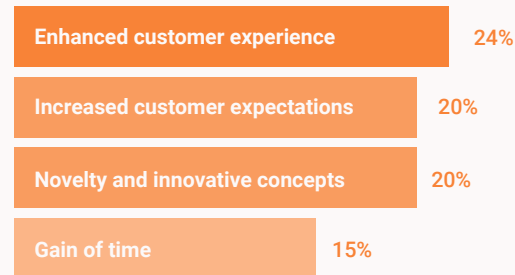 Enhanced customer experience 24%
Increased customer expectations 20%
Novelty and innovative concepts 20%
Gain of time 15%